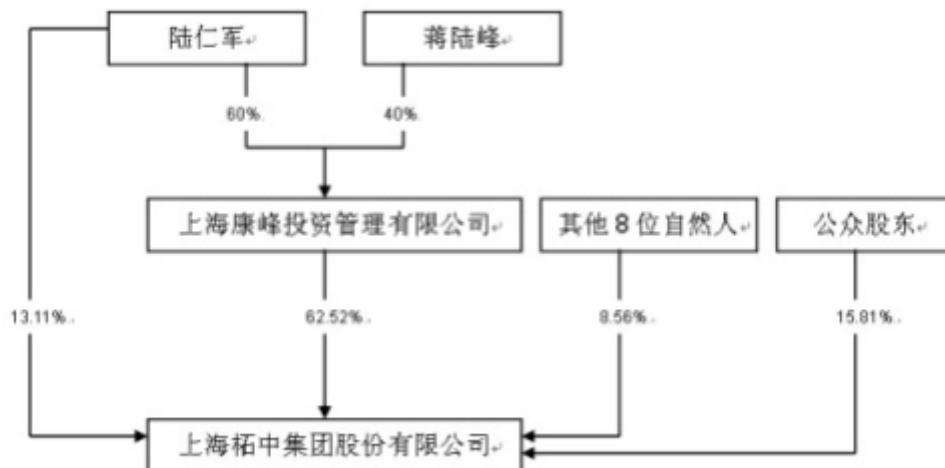 陆仁军
蒋陆峰
60%
40%
上海康峰投资管理有限公司
其他8位自然人
公众股东
13.11%
62.52%
8.56%
15.81%
上海柘中集团股份有限公司